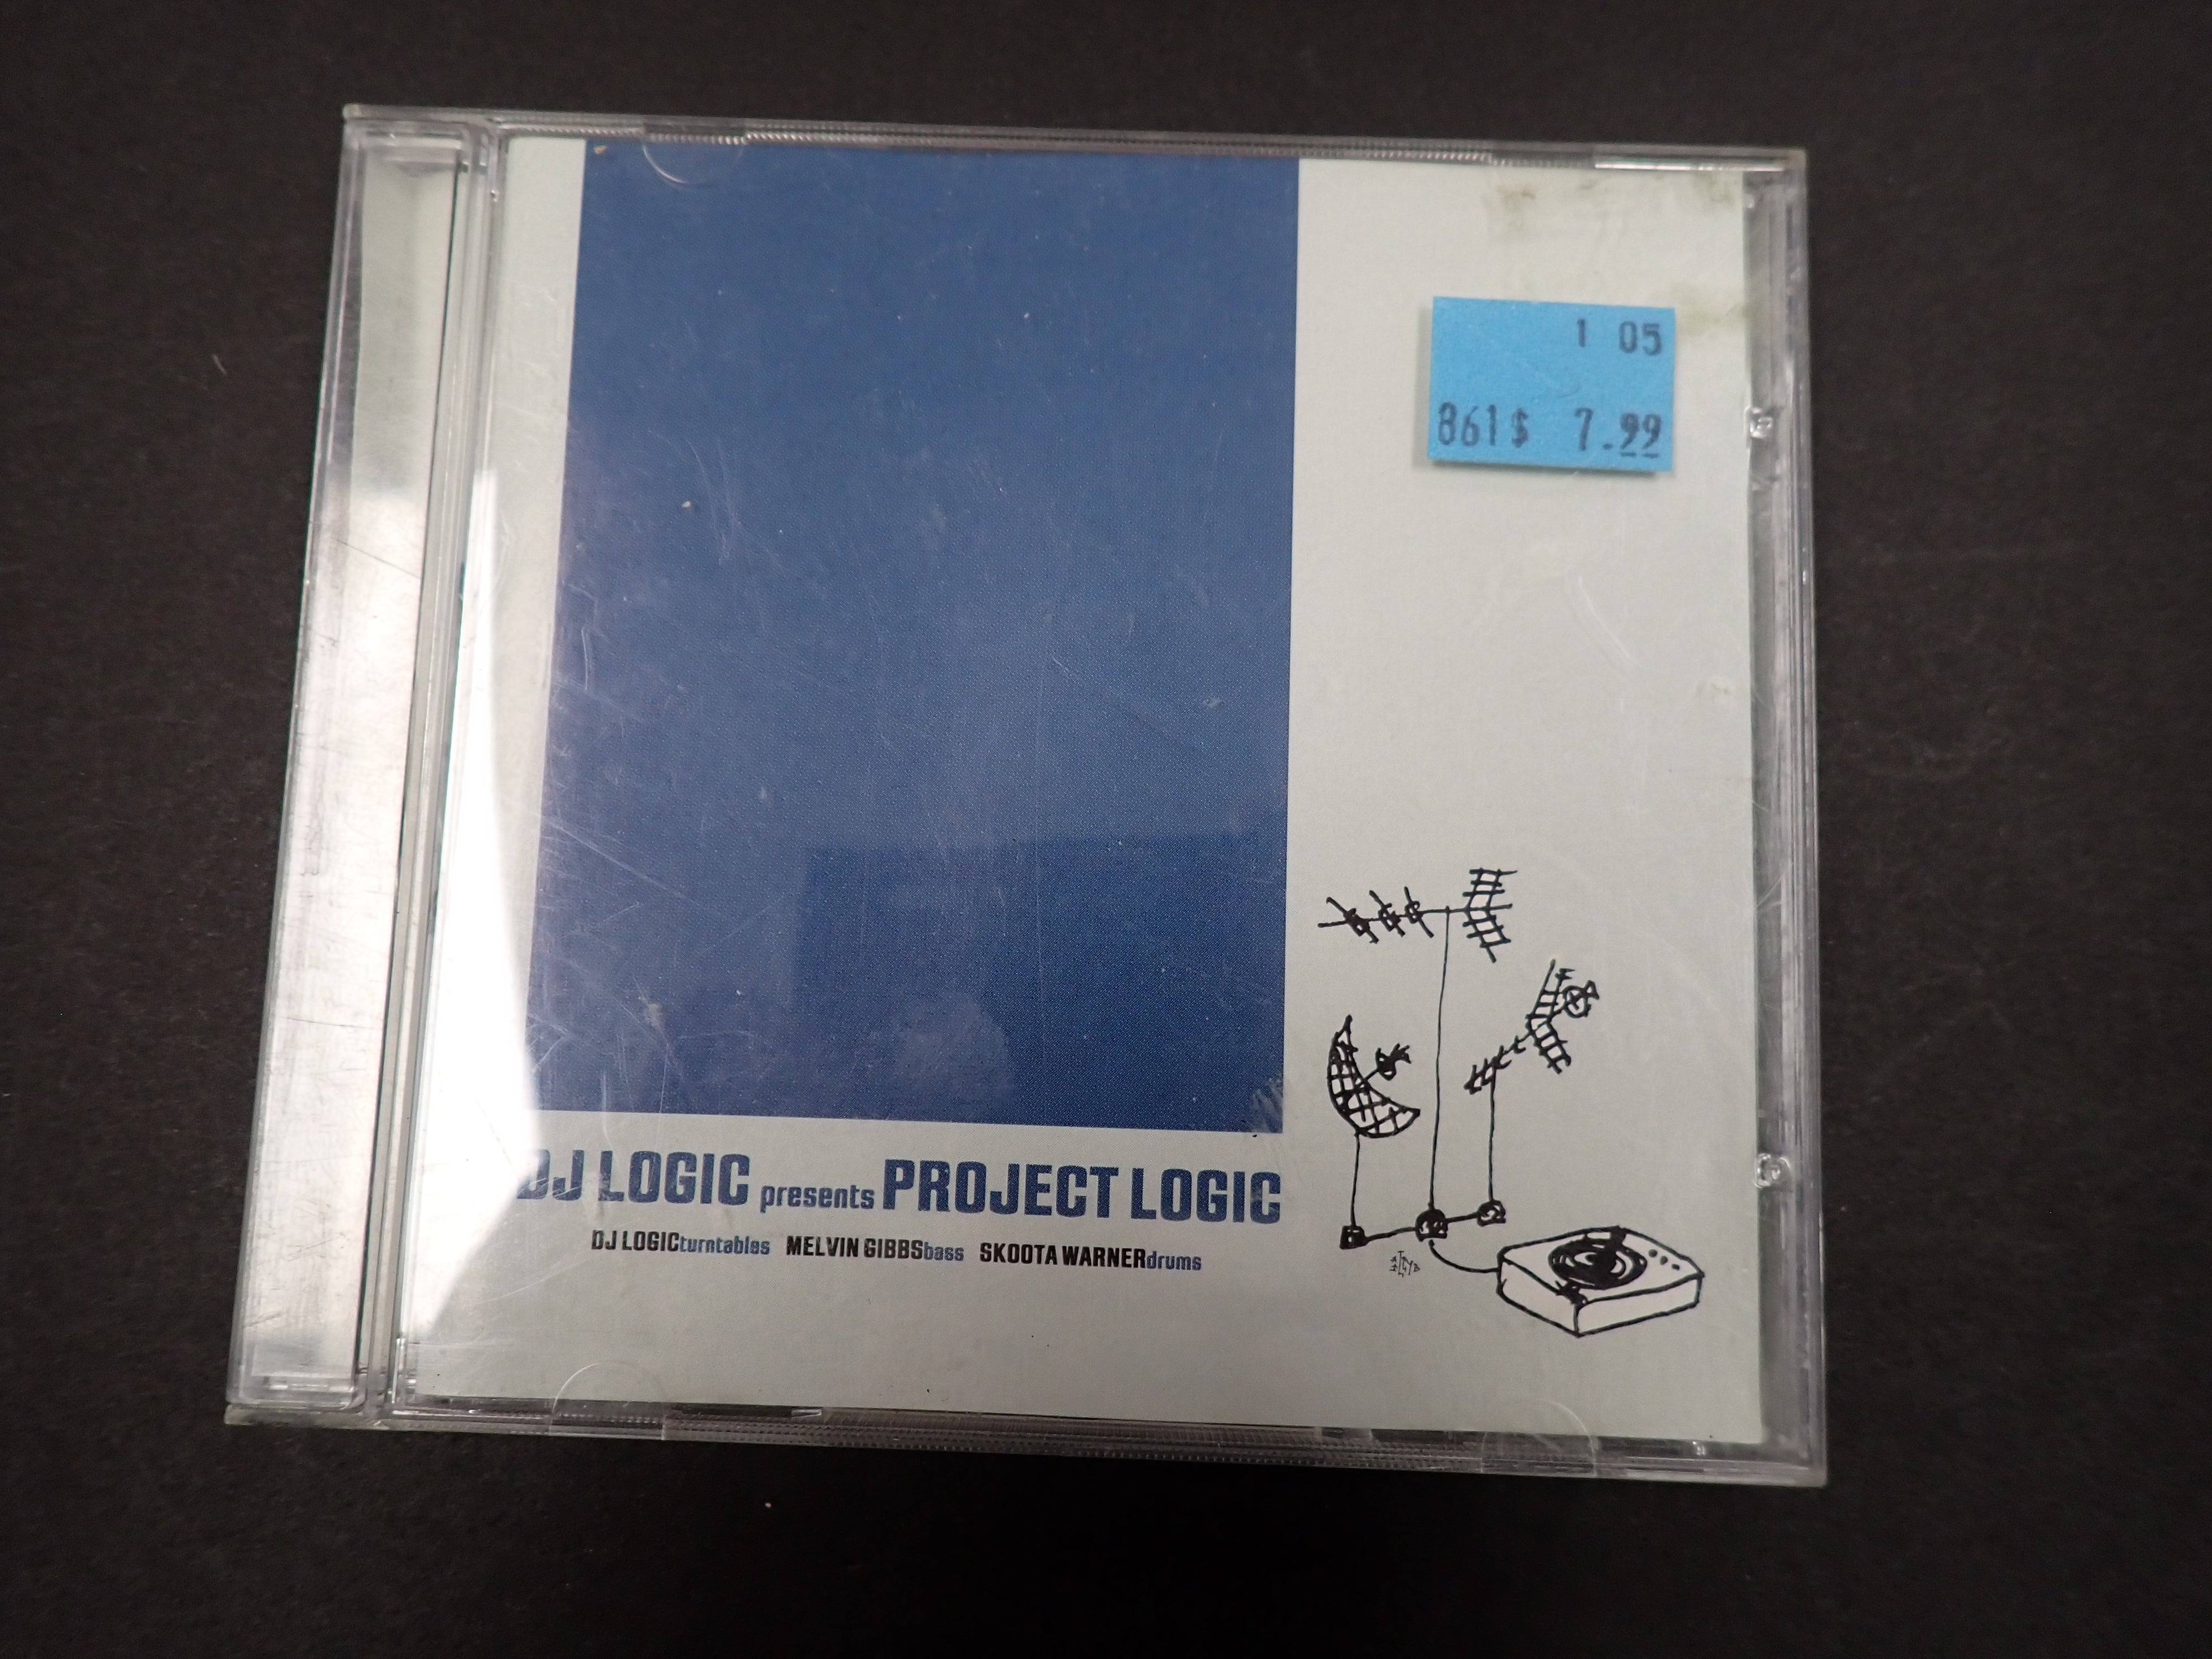 1 05
861$ 7.99
DJ LOGIC presents PROJECT LOGIC
DJ LOGICturntables MELVIN GIBBSbass SKOOTA WARNERdrums